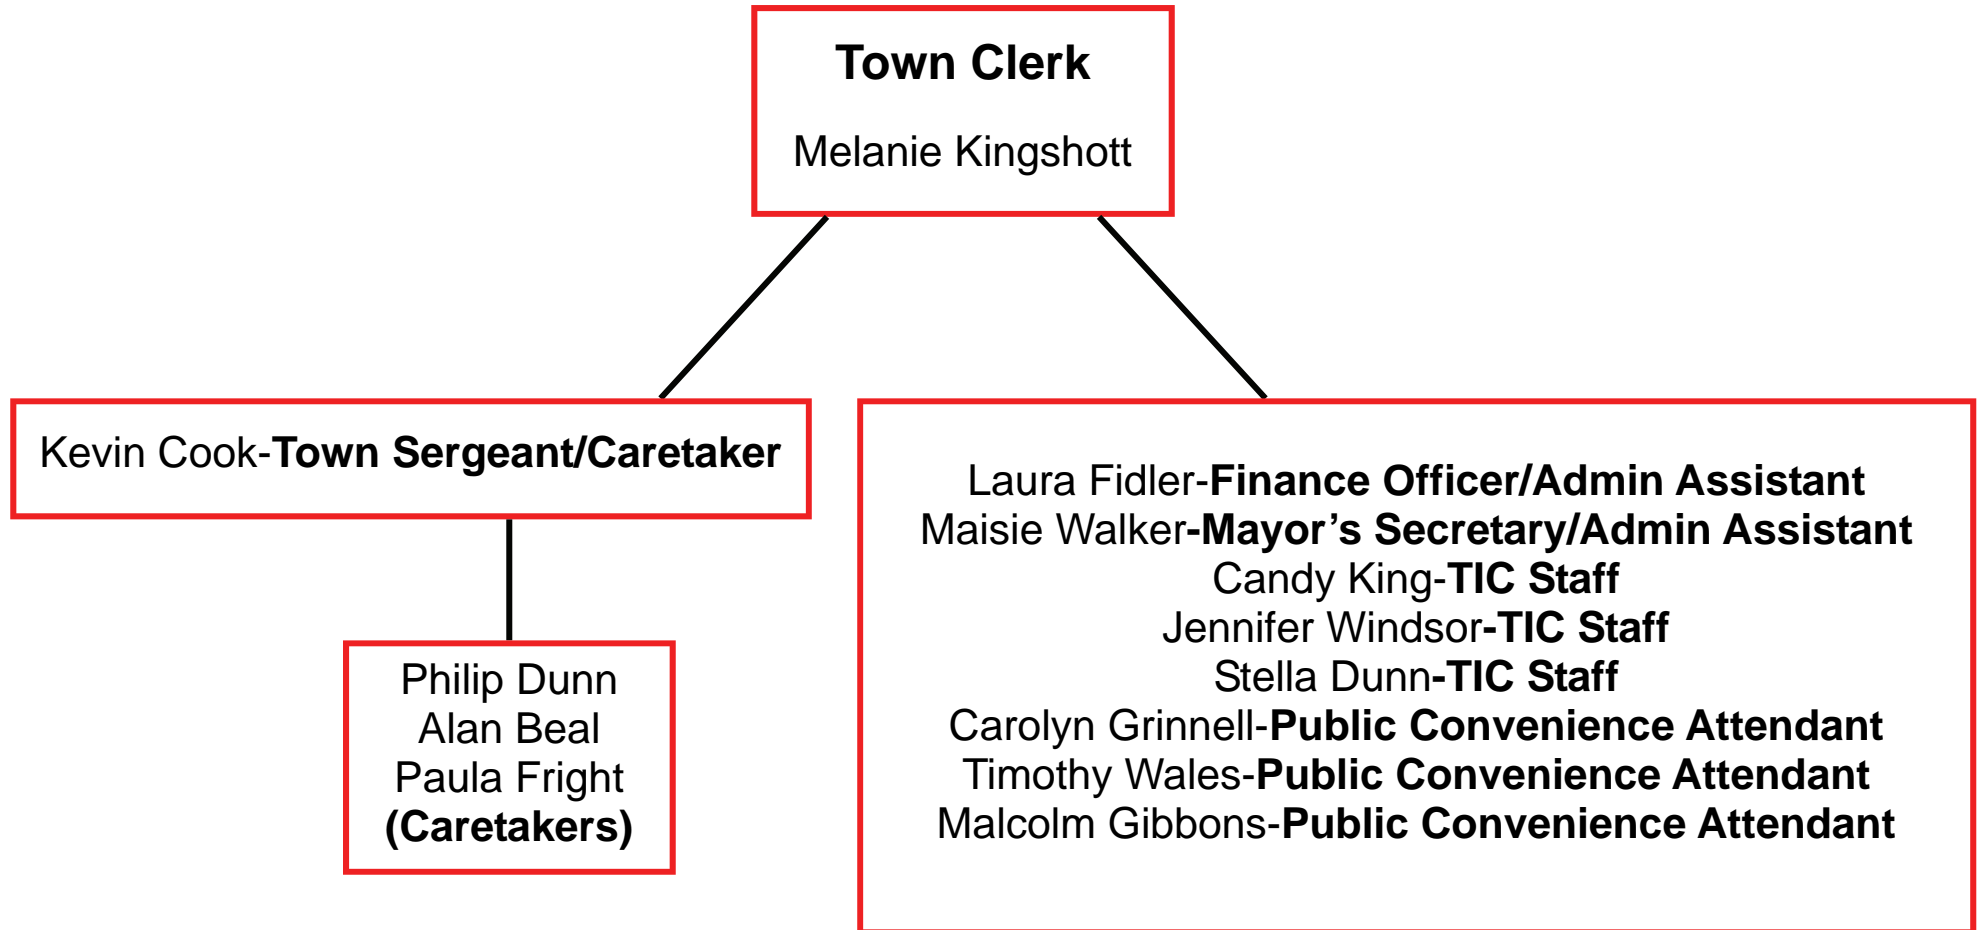 Town Clerk
Melanie Kingshott
Kevin Cook-Town Sergeant/Caretaker
Philip Dunn
Alan Beal
Paula Fright
(Caretakers)
Laura Fidler-Finance Officer/Admin Assistant
Maisie Walker-Mayor’s Secretary/Admin Assistant
Candy King-TIC Staff
Jennifer Windsor-TIC Staff
Stella Dunn-TIC Staff
Carolyn Grinnell-Public Convenience Attendant
Timothy Wales-Public Convenience Attendant
Malcolm Gibbons-Public Convenience Attendant